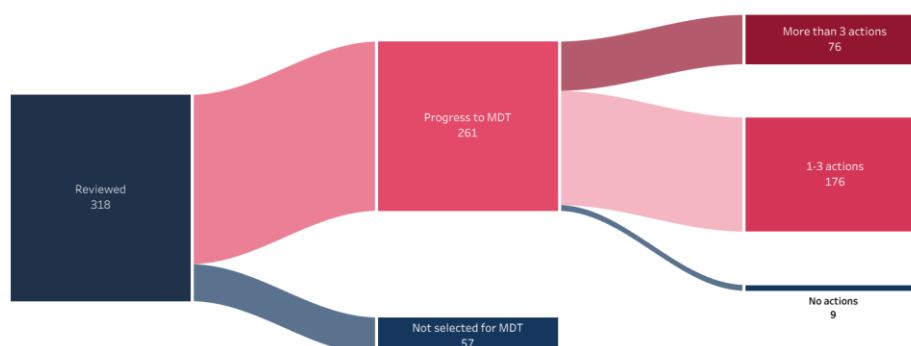 Reviewed
318
Progress to MDT
261
Not selected for MDT
57
More than 3 actions
76
1-3 actions
176
No actions
9